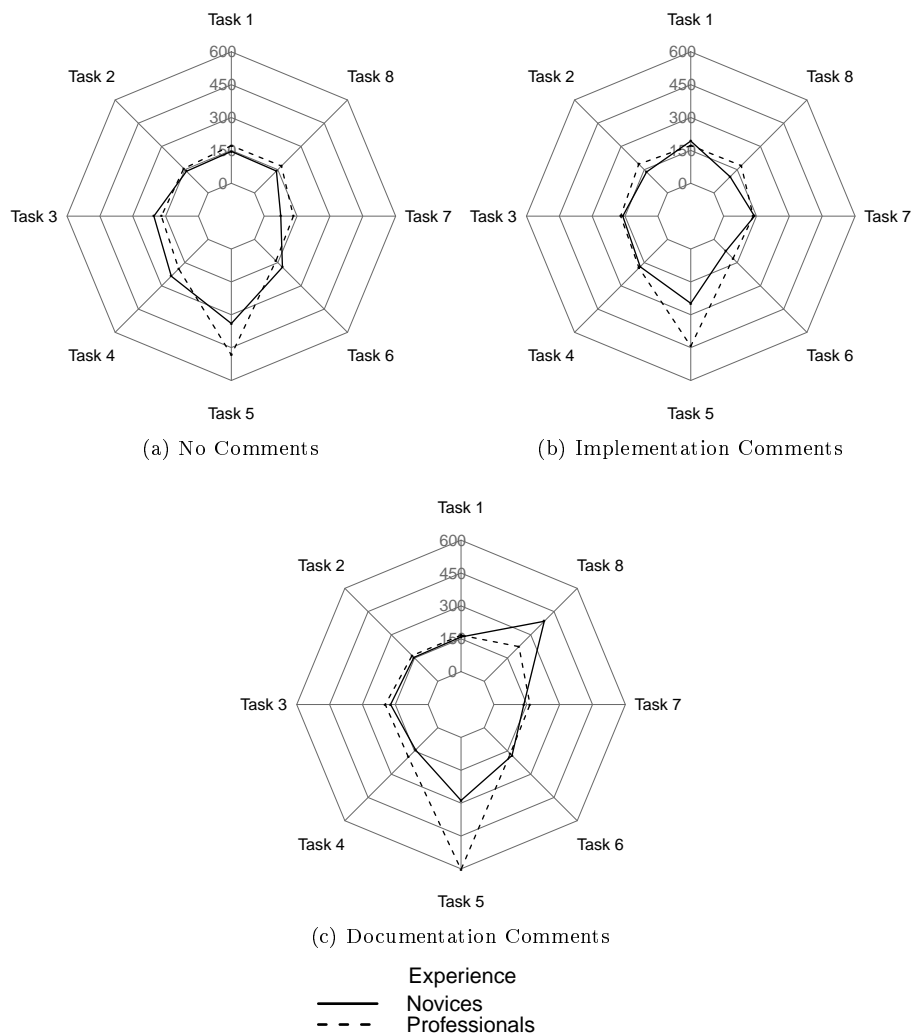 Task 1
600
450
300
150
0
Task 2
Task 8
Task 3
Task 7
Task 4
Task 6
Task 5
(a) No Comments
Task 1
600
450
300
150
0
Task 2
Task 8
Task 3
Task 7
Task 4
Task 6
Task 5
(b) Implementation Comments
Task 1
600
450
300
150
0
Task 2
Task 8
Task 3
Task 7
Task 4
Task 6
Task 5
(c) Documentation Comments
Experience
Novices
Professionals